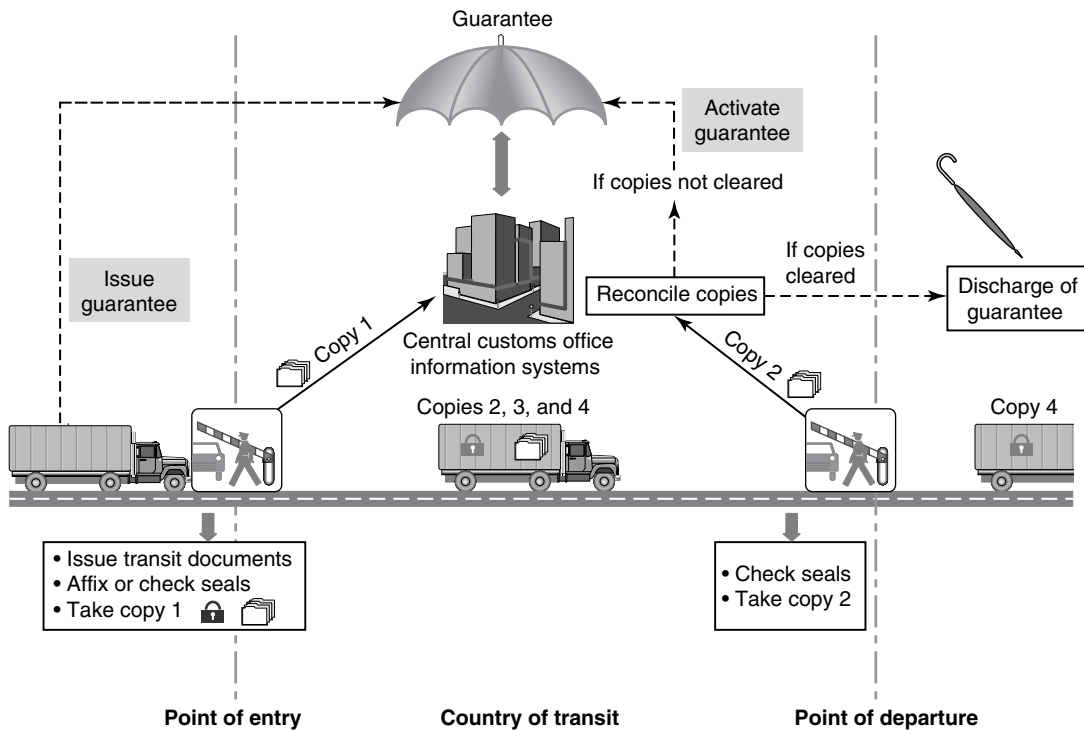 Guarantee
Activate
guarantee
If copies not cleared
If copies
cleared
Issue
guarantee
Reconcile copies
Discharge of
guarantee
Copy 1
Central customs office
information systems
Copy 2
Copies 2, 3, and 4
Copy 4
• Issue transit documents
• Affix or check seals
• Take copy 1
• Check seals
• Take copy 2
Point of entry
Country of transit
Point of departure